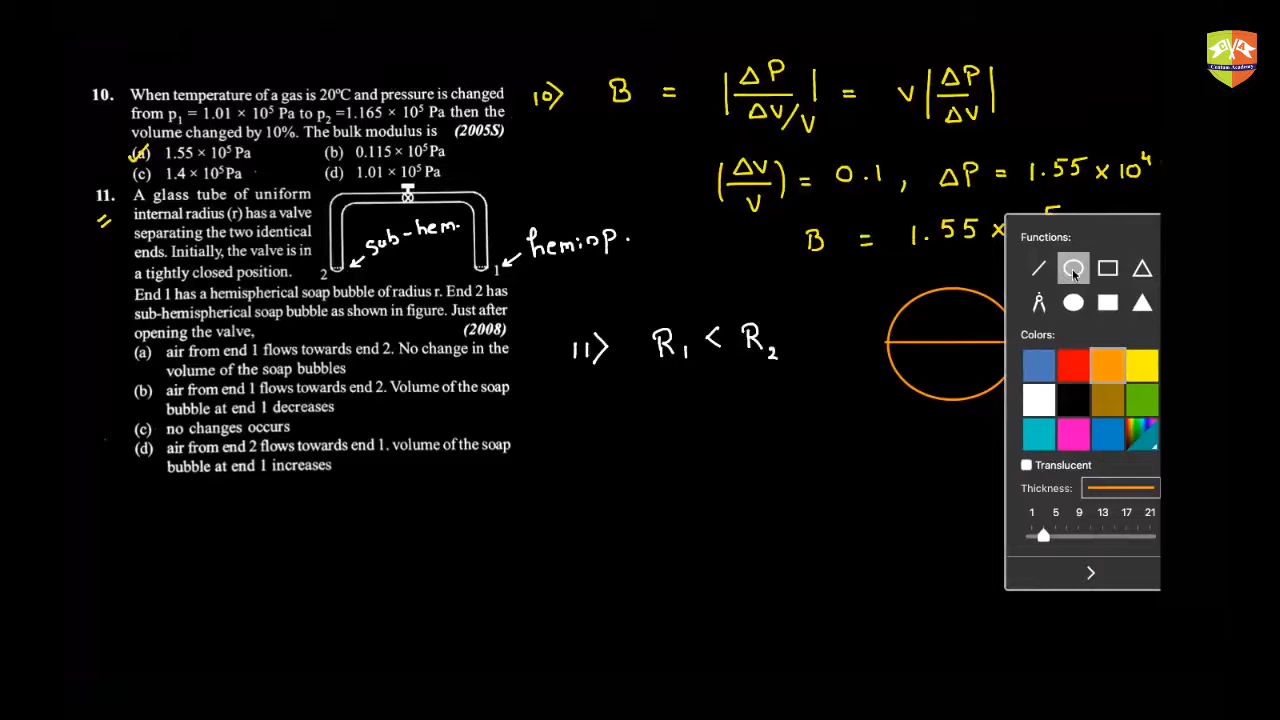 10. When temperature of a gas is 20°C and pressure is changed
from p₁ = 1.01 × 10⁵ Pa to p₂ =1.165 × 10⁵ Pa then the
volume changed by 10%. The bulk modulus is (2005S)
(a) 1.55 × 10⁵ Pa (b) 0.115 × 10⁵ Pa
(c) 1.4 × 10⁵ Pa (d) 1.01 × 10⁵ Pa
11. A glass tube of uniform
internal radius (r) has a valve
separating the two identical
ends. Initially, the valve is in
a tightly closed position.
End 1 has a hemispherical soap bubble of radius r. End 2 has
sub-hemispherical soap bubble as shown in figure. Just after
opening the valve, (2008)
(a) air from end 1 flows towards end 2. No change in the
volume of the soap bubbles
(b) air from end 1 flows towards end 2. Volume of the soap
bubble at end 1 decreases
(c) no changes occurs
(d) air from end 2 flows towards end 1. volume of the soap
bubble at end 1 increases
2
1
sub-hem.
hemisp.
10> B = |ΔP / ΔV/V| = V |ΔP / ΔV|
(ΔV / V) = 0.1, ΔP = 1.55 × 10⁴
B = 1.55 × 5
11> R₁ < R₂
Functions:
Colors:
Translucent
Thickness:
1 5 9 13 17 21
Centum Academy